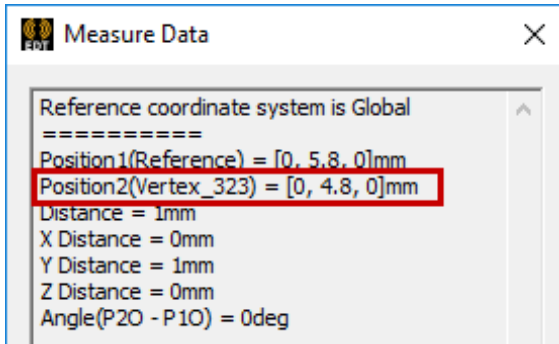 EDT
Measure Data
Reference coordinate system is Global
==========
Position1(Reference) = [0, 5.8, 0]mm
Position2(Vertex_323) = [0, 4.8, 0]mm
Distance = 1mm
X Distance = 0mm
Y Distance = 1mm
Z Distance = 0mm
Angle(P2O - P1O) = 0deg